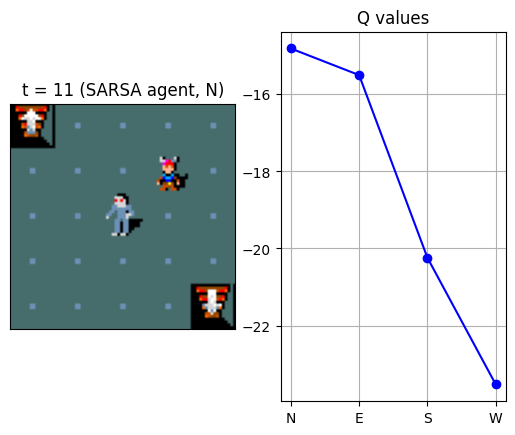 Q values
t = 11 (SARSA agent, N)
−16
−18
−20
−22
N E S W